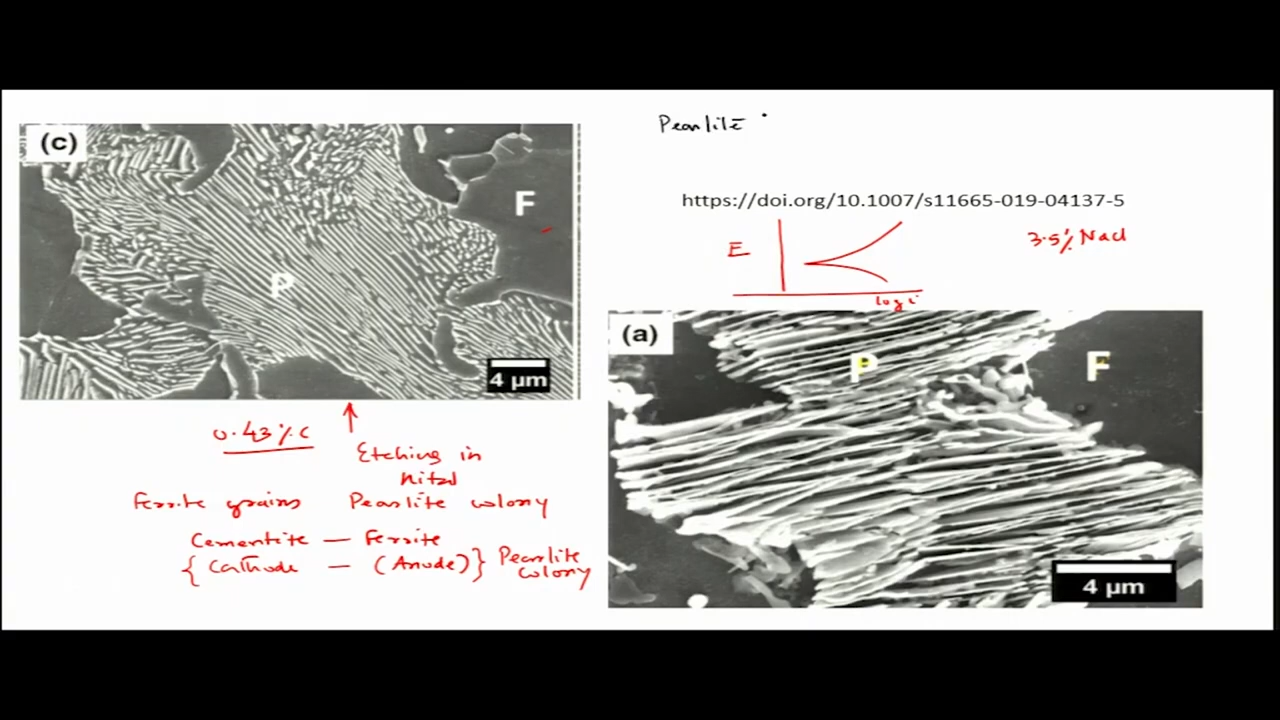 (c)
F
P
4 μm
0.43%C
Etching in
Nital
Ferrite grains Pearlite colony
Cementite — Ferrite
{Cathode — (Anode)} Pearlite
colony
Pearlite
https://doi.org/10.1007/s11665-019-04137-5
E
log i
3.5% NaCl
(a)
P
F
4 μm